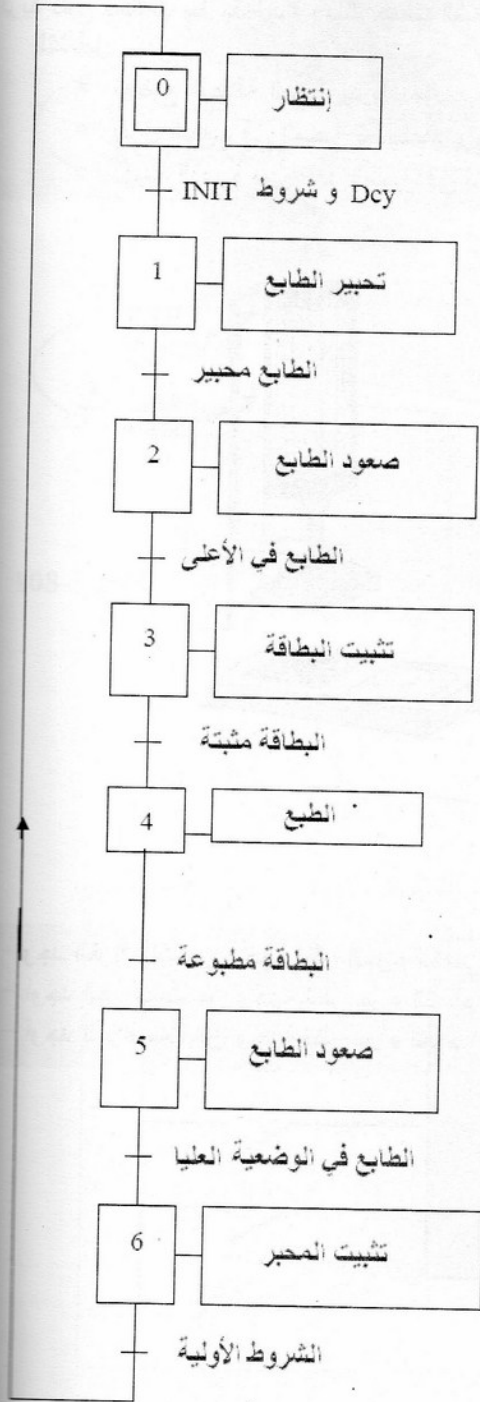 0
إنتظار
Dcy و شروط INIT
1
تحبير الطابع
الطابع محبير
2
صعود الطابع
الطابع في الأعلى
3
تثبيت البطاقة
البطاقة مثبتة
4
الطبع
البطاقة مطبوعة
5
صعود الطابع
الطابع في الوضعية العليا
6
تثبيت المحبر
الشروط الأولية